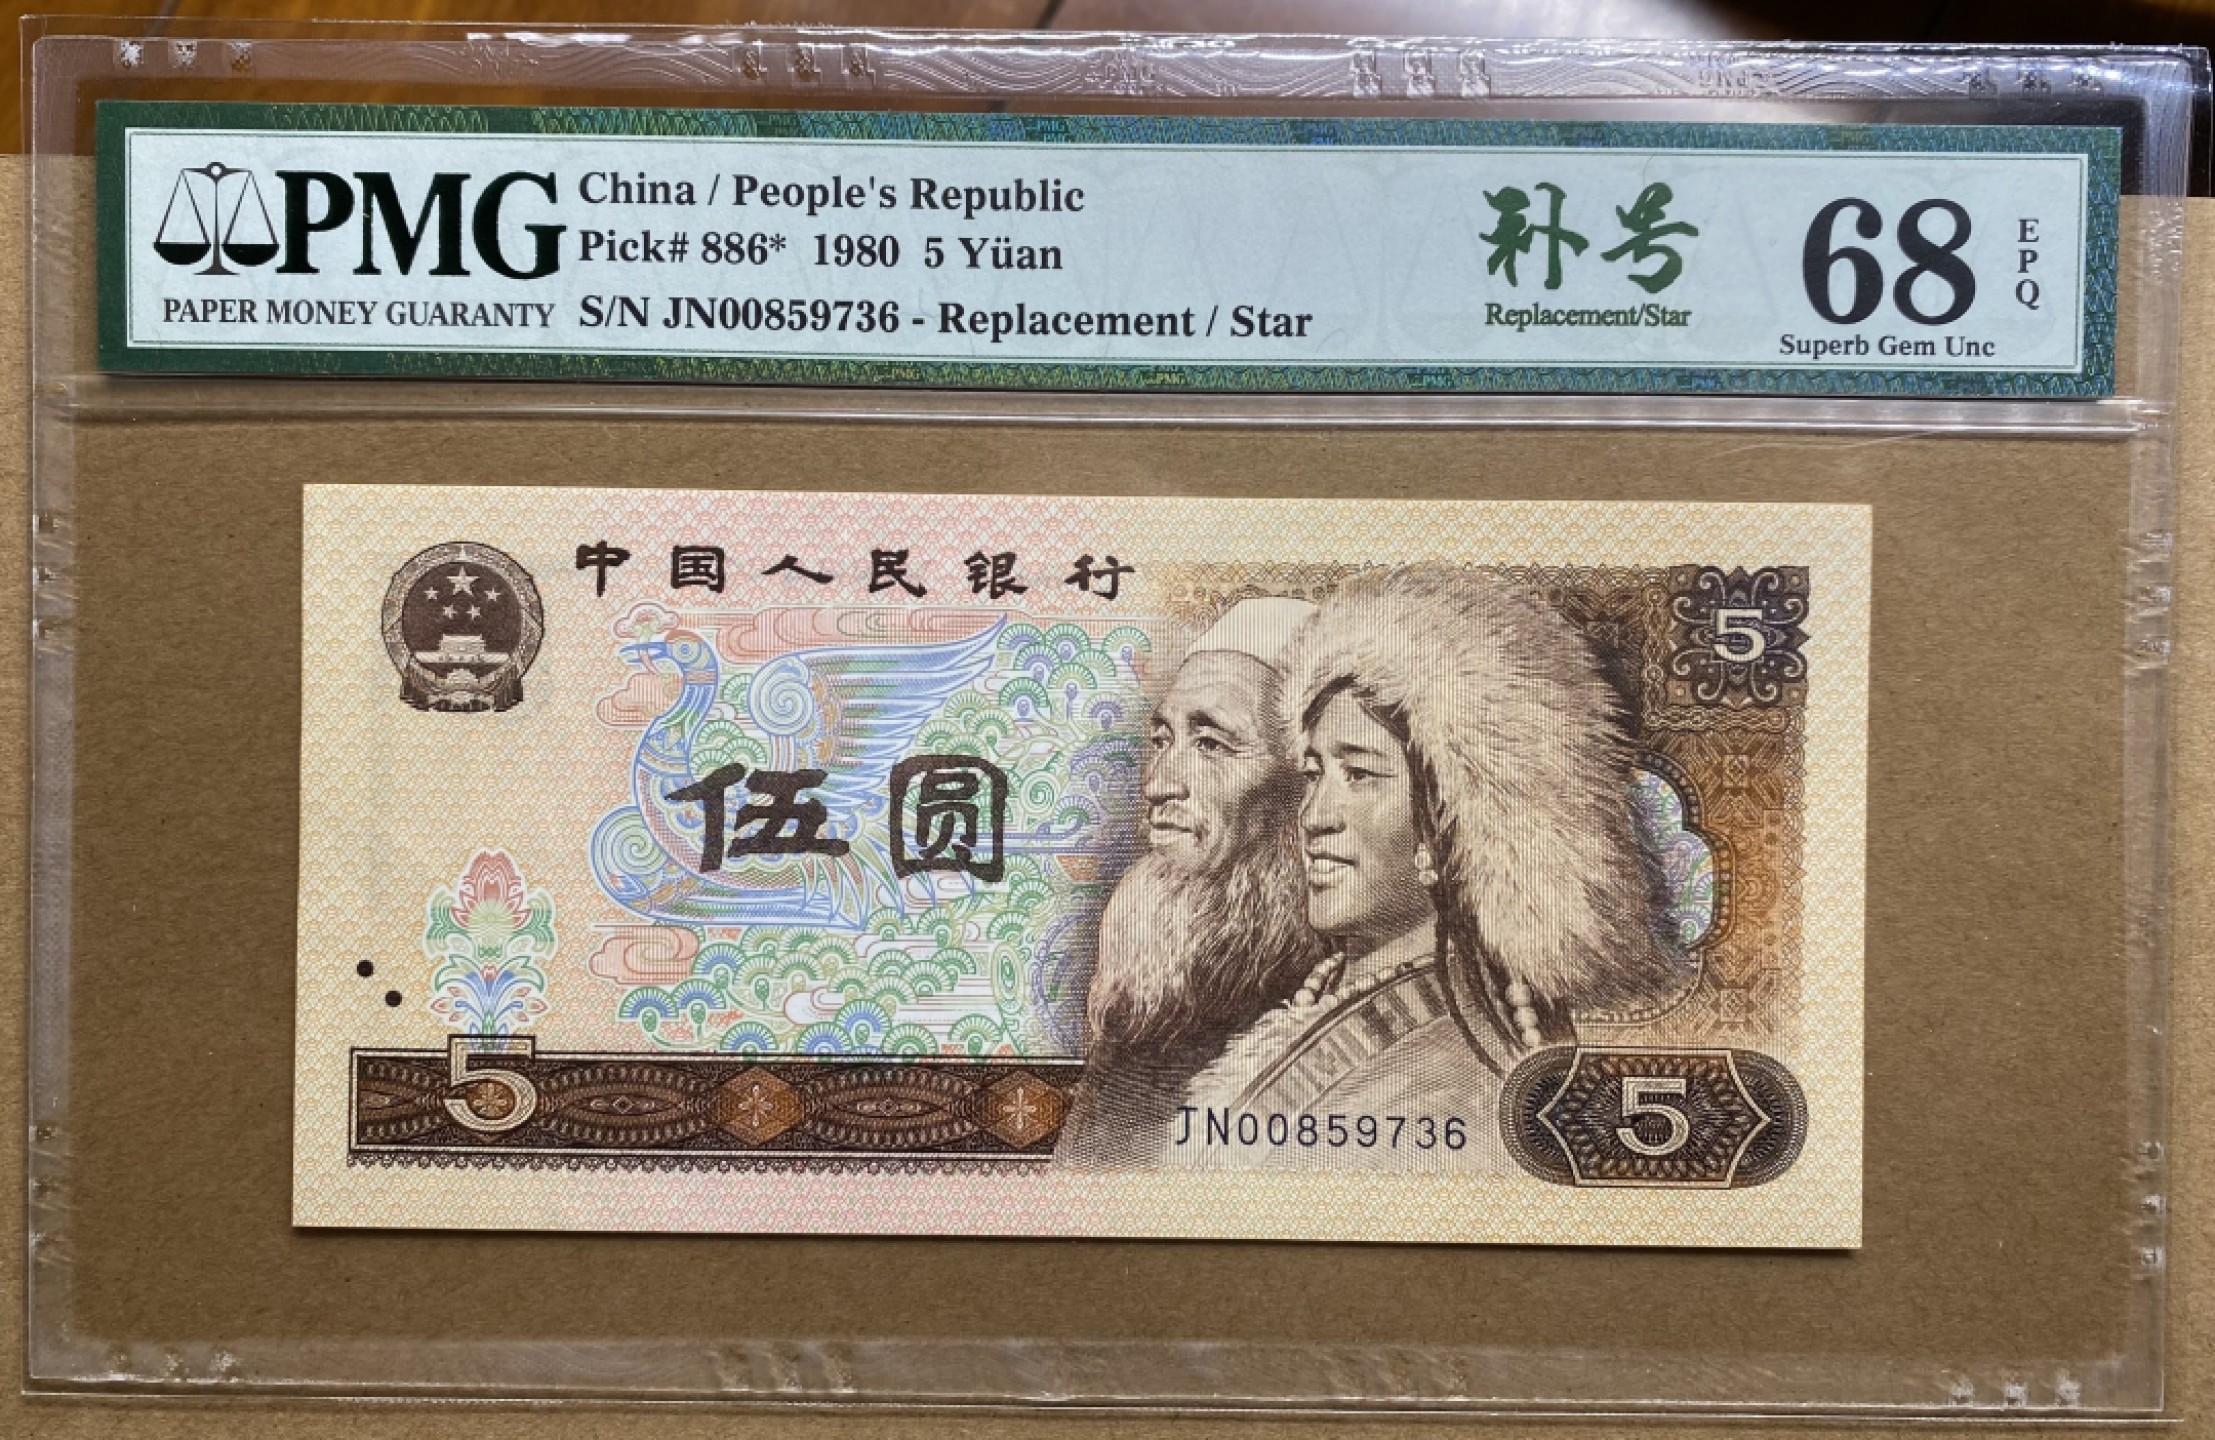 PMG
PAPER MONEY GUARANTY
China / People's Republic
Pick# 886* 1980 5 Yüan
S/N JN00859736 - Replacement / Star
补号
Replacement/Star
68
EPQ
Superb Gem Unc
中国人民银行
5
伍圆
5
JN00859736
5